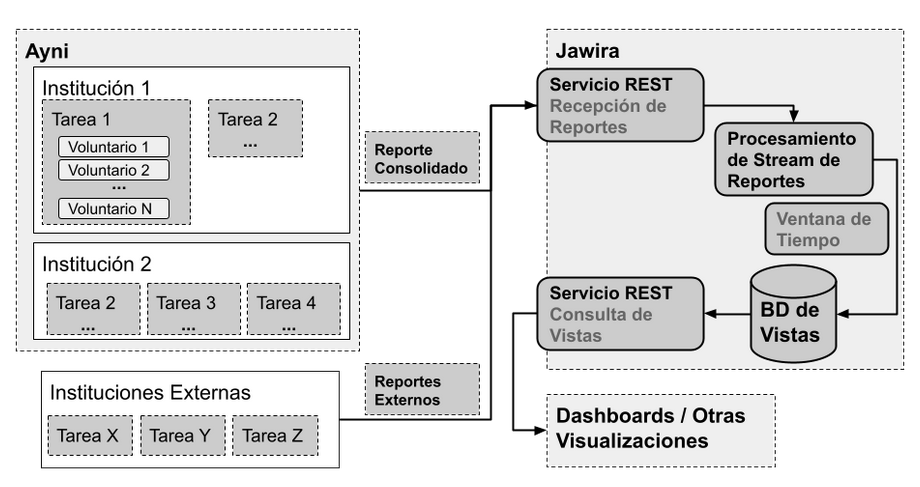 Ayni
Institución 1
Tarea 1
Voluntario 1
Voluntario 2
...
Voluntario N
Tarea 2
...
Institución 2
Tarea 2
...
Tarea 3
...
Tarea 4
...
Instituciones Externas
Tarea X
Tarea Y
Tarea Z
Reporte
Consolidado
Reportes
Externos
Jawira
Servicio REST
Recepción de
Reportes
Procesamiento
de Stream de
Reportes
Ventana de
Tiempo
BD de
Vistas
Servicio REST
Consulta de
Vistas
Dashboards / Otras
Visualizaciones